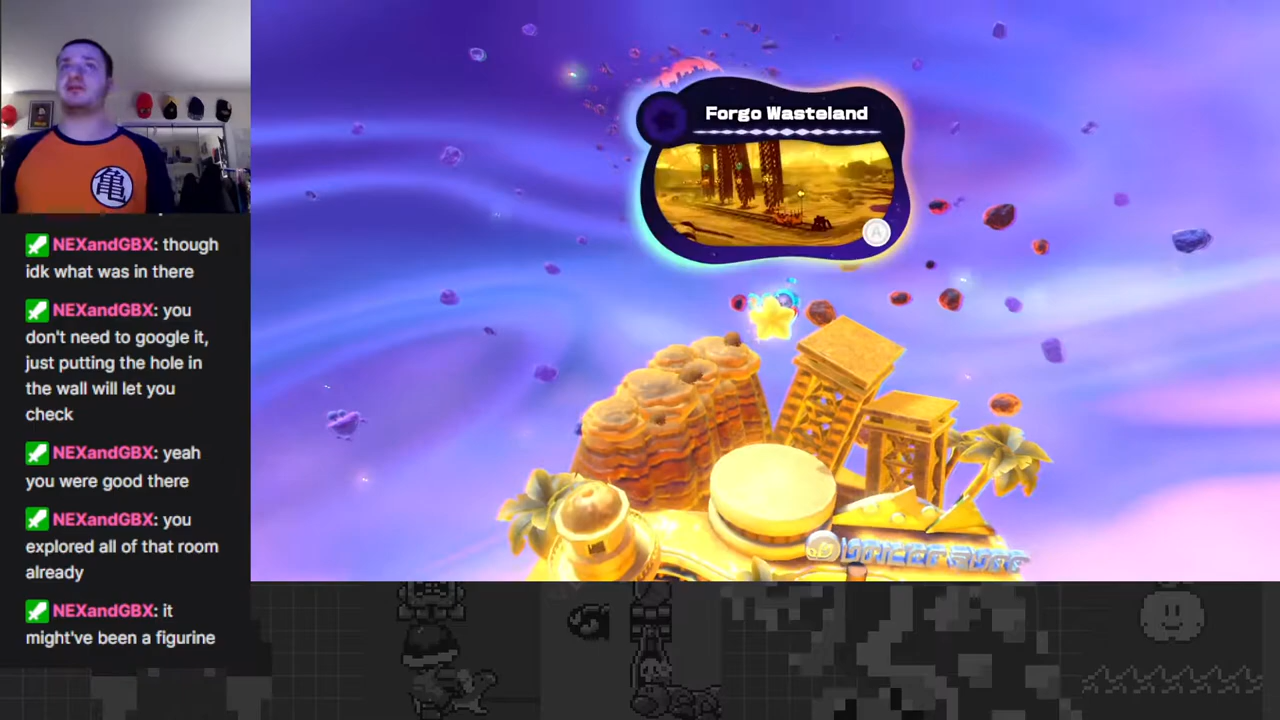 Forgo Wasteland
A
亀
NEXandGBX: though
idk what was in there
NEXandGBX: you
don't need to google it,
just putting the hole in
the wall will let you
check
NEXandGBX: yeah
you were good there
NEXandGBX: you
explored all of that room
already
NEXandGBX: it
might've been a figurine